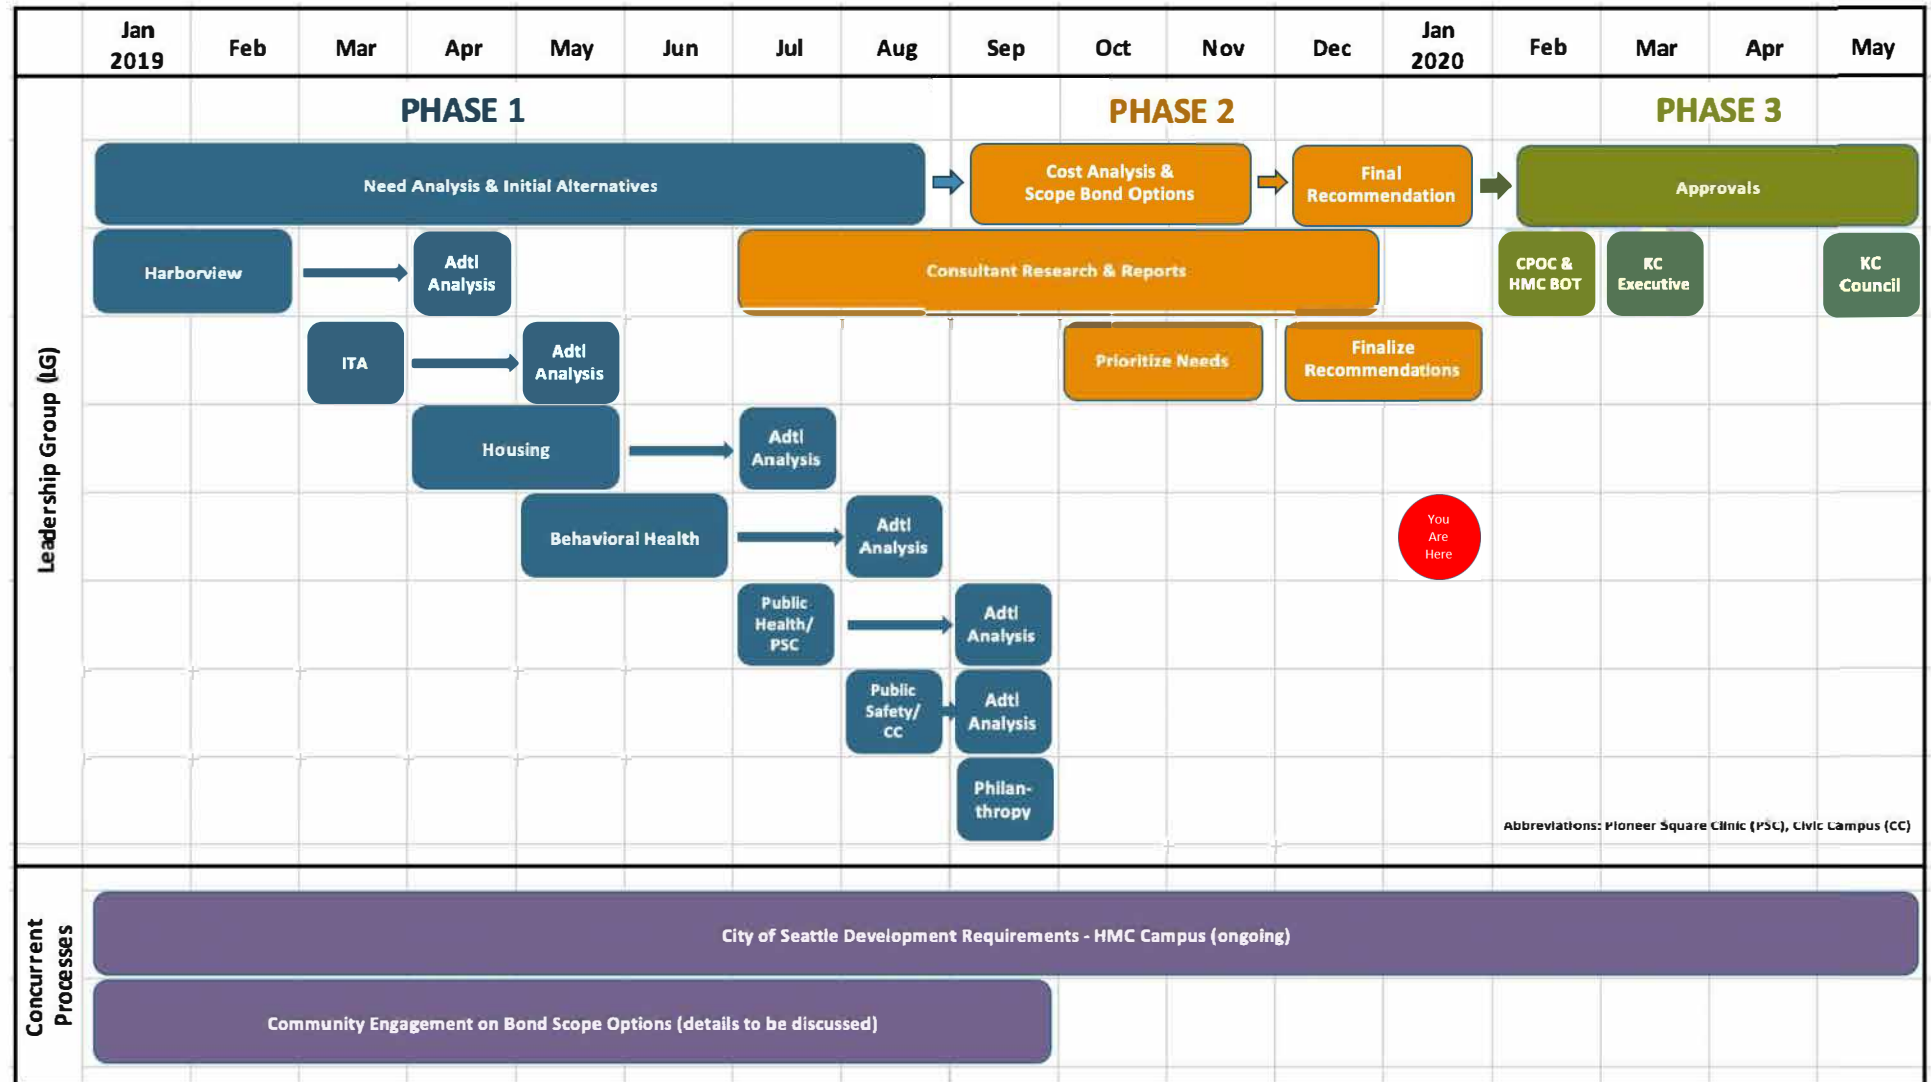 Jan
2019
Feb
Mar
Apr
May
Jun
Jul
Aug
Sep
Oct
Nov
Dec
Jan
2020
Feb
Mar
Apr
May
PHASE 1
PHASE 2
PHASE 3
Leadership Group (LG)
Need Analysis & Initial Alternatives
Cost Analysis &
Scope Bond Options
Final
Recommendation
Approvals
Harborview
Adtl
Analysis
Consultant Research & Reports
CPOC &
HMC BOT
KC
Executive
KC
Council
ITA
Adtl
Analysis
Prioritize Needs
Finalize
Recommendations
Housing
Adtl
Analysis
Behavioral Health
Adtl
Analysis
You
Are
Here
Public
Health/
PSC
Adtl
Analysis
Public
Safety/
CC
Adtl
Analysis
Philan-
thropy
Abbreviations: Pioneer Square Clinic (PSC), Civic Campus (CC)
Concurrent
Processes
City of Seattle Development Requirements - HMC Campus (ongoing)
Community Engagement on Bond Scope Options (details to be discussed)